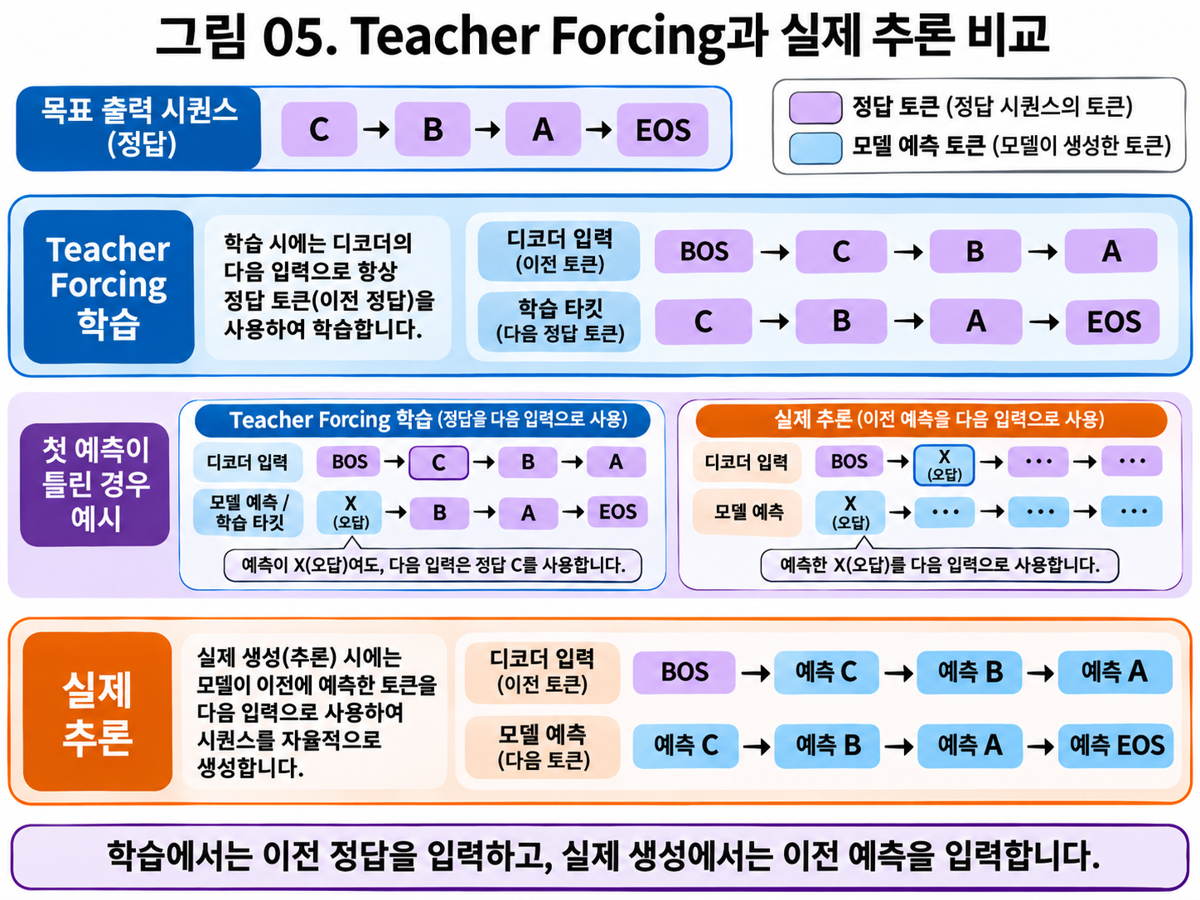 그림 05. Teacher Forcing과 실제 추론 비교
목표 출력 시퀀스
(정답)
C → B → A → EOS
정답 토큰 (정답 시퀀스의 토큰)
모델 예측 토큰 (모델이 생성한 토큰)
Teacher
Forcing
학습
학습 시에는 디코더의
다음 입력으로 항상
정답 토큰(이전 정답)을
사용하여 학습합니다.
디코더 입력
(이전 토큰)
BOS → C → B → A
학습 타킷
(다음 정답 토큰)
C → B → A → EOS
첫 예측이
틀린 경우
예시
Teacher Forcing 학습 (정답을 다음 입력으로 사용)
디코더 입력
BOS → C → B → A
모델 예측 /
학습 타킷
X
(오답)
→ B → A → EOS
예측이 X(오답)여도, 다음 입력은 정답 C를 사용합니다.
실제 추론 (이전 예측을 다음 입력으로 사용)
디코더 입력
BOS → X
(오답)
→ ··· → ···
모델 예측
X
(오답)
→ ··· → ··· → ···
예측한 X(오답)를 다음 입력으로 사용합니다.
실제
추론
실제 생성(추론) 시에는
모델이 이전에 예측한 토큰을
다음 입력으로 사용하여
시퀀스를 자율적으로
생성합니다.
디코더 입력
(이전 토큰)
BOS → 예측 C → 예측 B → 예측 A
모델 예측
(다음 토큰)
예측 C → 예측 B → 예측 A → 예측 EOS
학습에서는 이전 정답을 입력하고, 실제 생성에서는 이전 예측을 입력합니다.